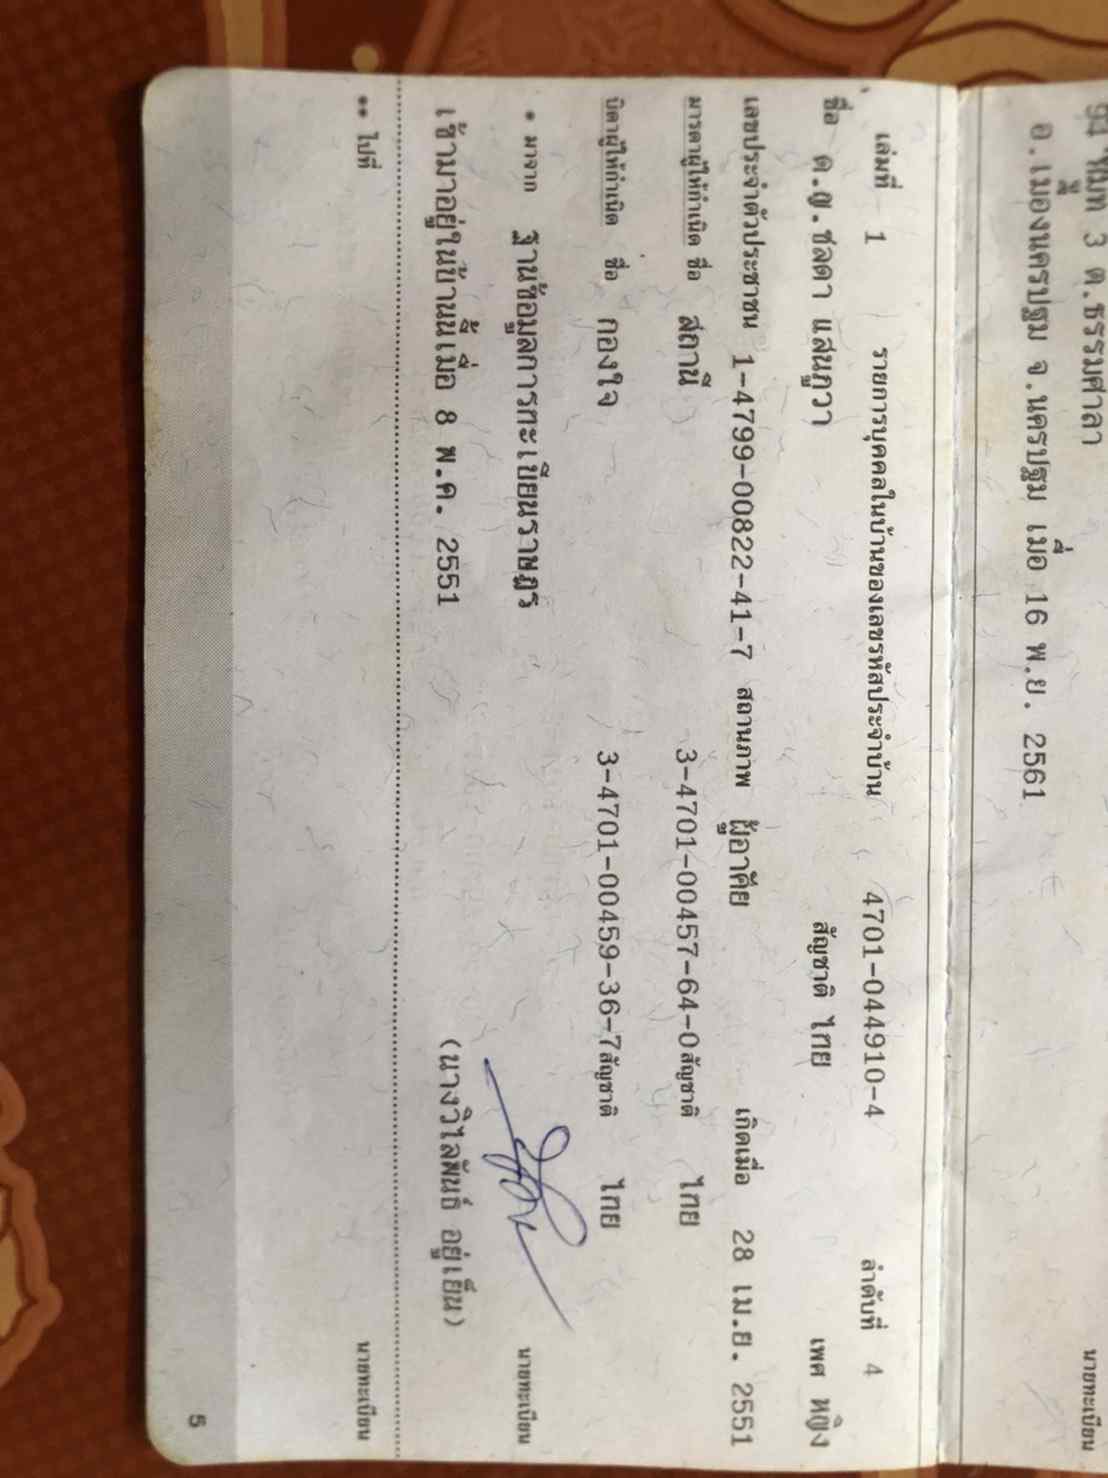 94 หมู่ที่ 3 ต.ธรรมศาลา
อ.เมืองนครปฐม จ.นครปฐม เมื่อ 16 พ.ย. 2561
นายทะเบียน
เล่มที่ 1 รายการบุคคลในบ้านของเลขรหัสประจำบ้าน 4701-044910-4 ลำดับที่ 4
ชื่อ ด.ญ.ชลดา แสนภูวา สัญชาติ ไทย เพศ หญิง
เลขประจำตัวประชาชน 1-4799-00822-41-7 สถานภาพ ผู้อาศัย เกิดเมื่อ 28 เม.ย. 2551
มารดาผู้ให้กำเนิด ชื่อ สถานี 3-4701-00457-64-0 สัญชาติ ไทย
บิดาผู้ให้กำเนิด ชื่อ กองใจ 3-4701-00459-36-7 สัญชาติ ไทย
* มาจาก ฐานข้อมูลการทะเบียนราษฎร นายทะเบียน
เข้ามาอยู่ในบ้านนี้เมื่อ 8 พ.ค. 2551 (นางวิไลพันธ์ อยู่เย็น)
** ไปที่ นายทะเบียน
5